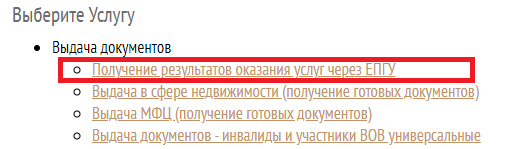 Выберите Услугу
Выдача документов
Получение результатов оказания услуг через ЕПГУ
Выдача в сфере недвижимости (получение готовых документов)
Выдача МФЦ (получение готовых документов)
Выдача документов - инвалиды и участники ВОВ универсальные